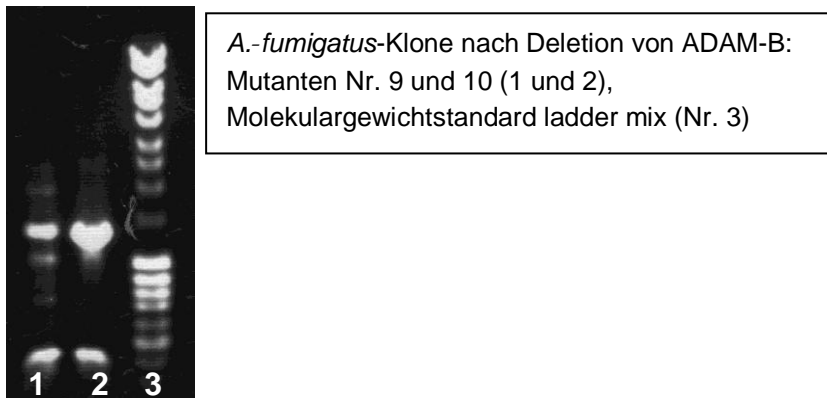 A.-fumigatus-Klone nach Deletion von ADAM-B:
Mutanten Nr. 9 und 10 (1 und 2),
Molekulargewichtstandard ladder mix (Nr. 3)
1 2 3